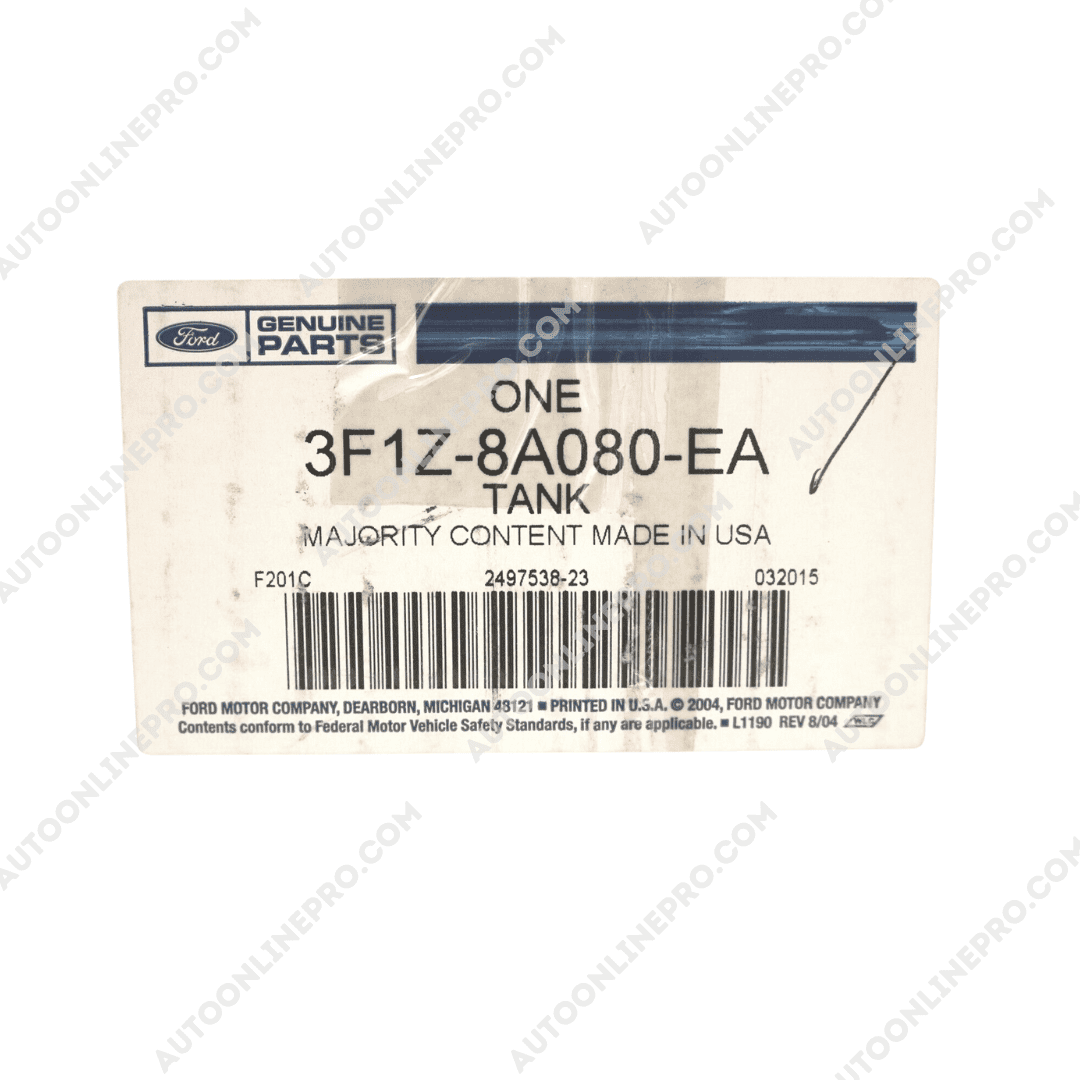 Ford
GENUINE
PARTS
ONE
3F1Z-8A080-EA
TANK
MAJORITY CONTENT MADE IN USA
F201C 2497538-23 032015
FORD MOTOR COMPANY, DEARBORN, MICHIGAN 48121 ■ PRINTED IN U.S.A. © 2004, FORD MOTOR COMPANY
Contents conform to Federal Motor Vehicle Safety Standards, if any are applicable. ■ L1190 REV 8/04
AUTOONLINEPRO.COM